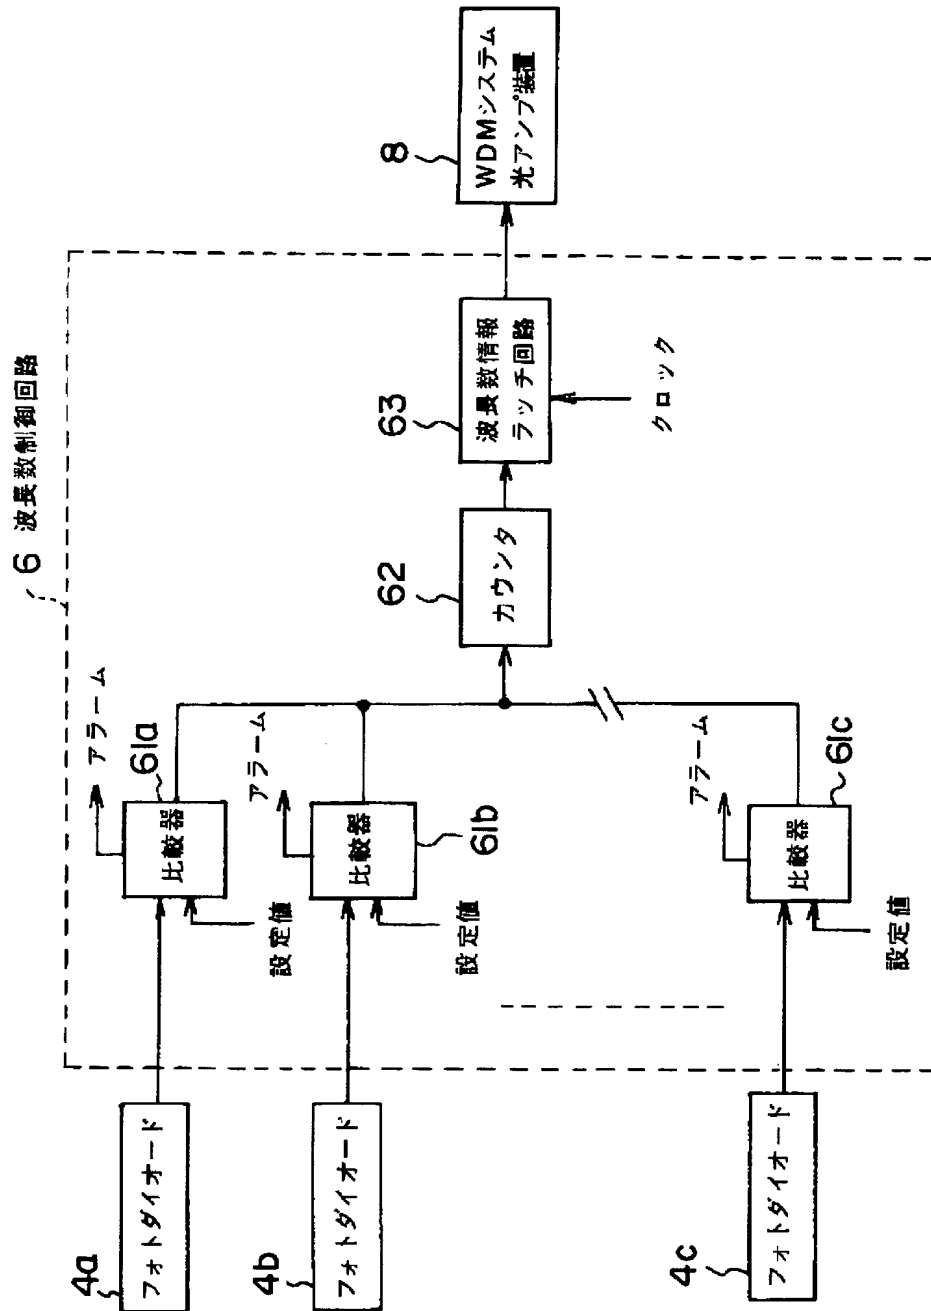 6 波長数制御回路
4a
フォトダイオード
4b
フォトダイオード
4c
フォトダイオード
アラーム
61a
比較器
設定値
アラーム
61b
比較器
設定値
アラーム
61c
比較器
設定値
62
カウンタ
63
波長数情報
ラッチ回路
クロック
8
WDMシステム
光アンプ装置